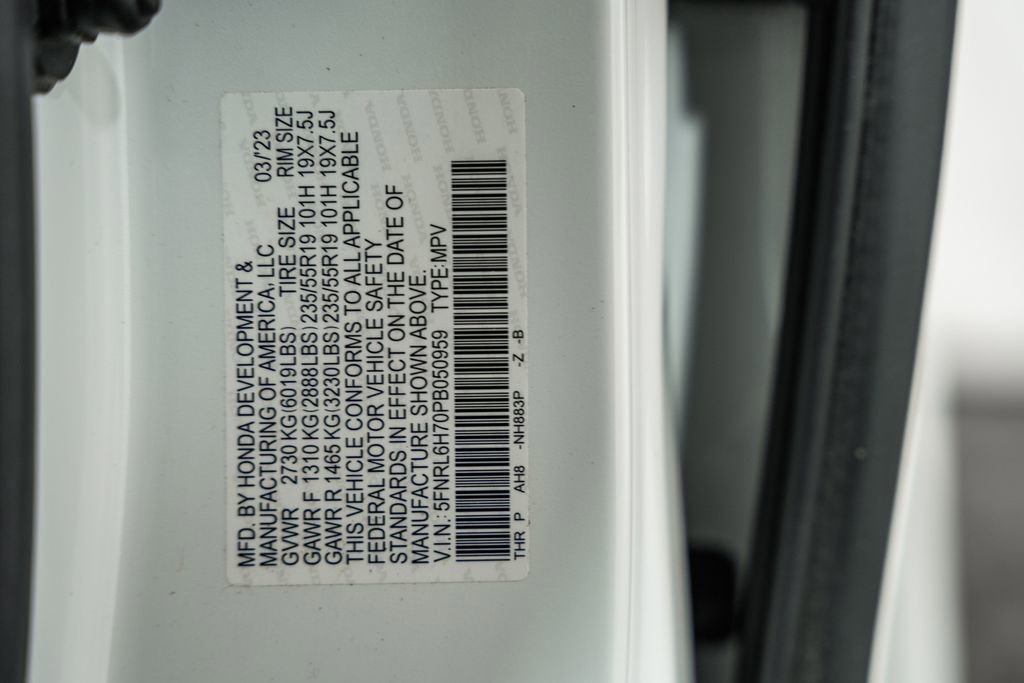 MFD. BY HONDA DEVELOPMENT &
MANUFACTURING OF AMERICA, LLC 03/'23
GVWR 2730 KG(6019LBS) TIRE SIZE RIM SIZE
GAWR F 1310 KG(2888LBS)235/55R19 101H 19X7.5J
GAWR R 1465 KG(3230LBS)235/55R19 101H 19X7.5J
THIS VEHICLE CONFORMS TO ALL APPLICABLE
FEDERAL MOTOR VEHICLE SAFETY
STANDARDS IN EFFECT ON THE DATE OF
MANUFACTURE SHOWN ABOVE.
V.I.N.:5FNRL6H70PB050959 TYPE:MPV
THR P AH8 -NH883P -Z -B